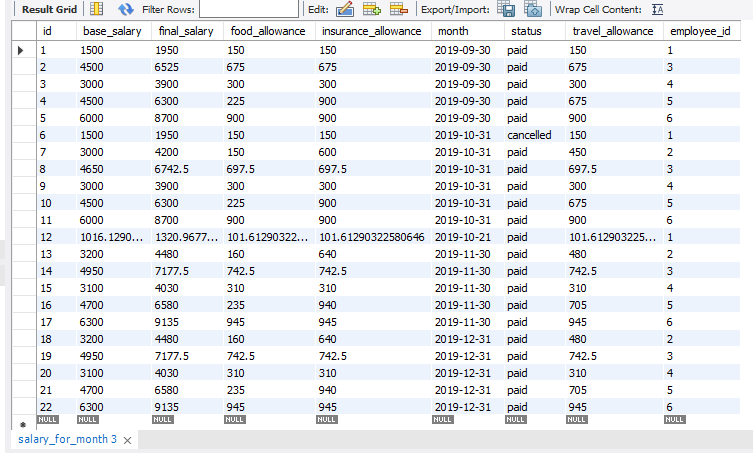 Result Grid Filter Rows: Edit: Export/Import: Wrap Cell Content: IA
id base_salary final_salary food_allowance insurance_allowance month status travel_allowance employee_id
1 1500 1950 150 150 2019-09-30 paid 150 1
2 4500 6525 675 675 2019-09-30 paid 675 3
3 3000 3900 300 300 2019-09-30 paid 300 4
4 4500 6300 225 900 2019-09-30 paid 675 5
5 6000 8700 900 900 2019-09-30 paid 900 6
6 1500 1950 150 150 2019-10-31 cancelled 150 1
7 3000 4200 150 600 2019-10-31 paid 450 2
8 4650 6742.5 697.5 697.5 2019-10-31 paid 697.5 3
9 3000 3900 300 300 2019-10-31 paid 300 4
10 4500 6300 225 900 2019-10-31 paid 675 5
11 6000 8700 900 900 2019-10-31 paid 900 6
12 1016.1290... 1320.9677... 101.61290322... 101.61290322580646 2019-10-21 paid 101.612903225... 1
13 3200 4480 160 640 2019-11-30 paid 480 2
14 4950 7177.5 742.5 742.5 2019-11-30 paid 742.5 3
15 3100 4030 310 310 2019-11-30 paid 310 4
16 4700 6580 235 940 2019-11-30 paid 705 5
17 6300 9135 945 945 2019-11-30 paid 945 6
18 3200 4480 160 640 2019-12-31 paid 480 2
19 4950 7177.5 742.5 742.5 2019-12-31 paid 742.5 3
20 3100 4030 310 310 2019-12-31 paid 310 4
21 4700 6580 235 940 2019-12-31 paid 705 5
22 6300 9135 945 945 2019-12-31 paid 945 6
NULL NULL NULL NULL NULL NULL NULL NULL NULL
salary_for_month 3